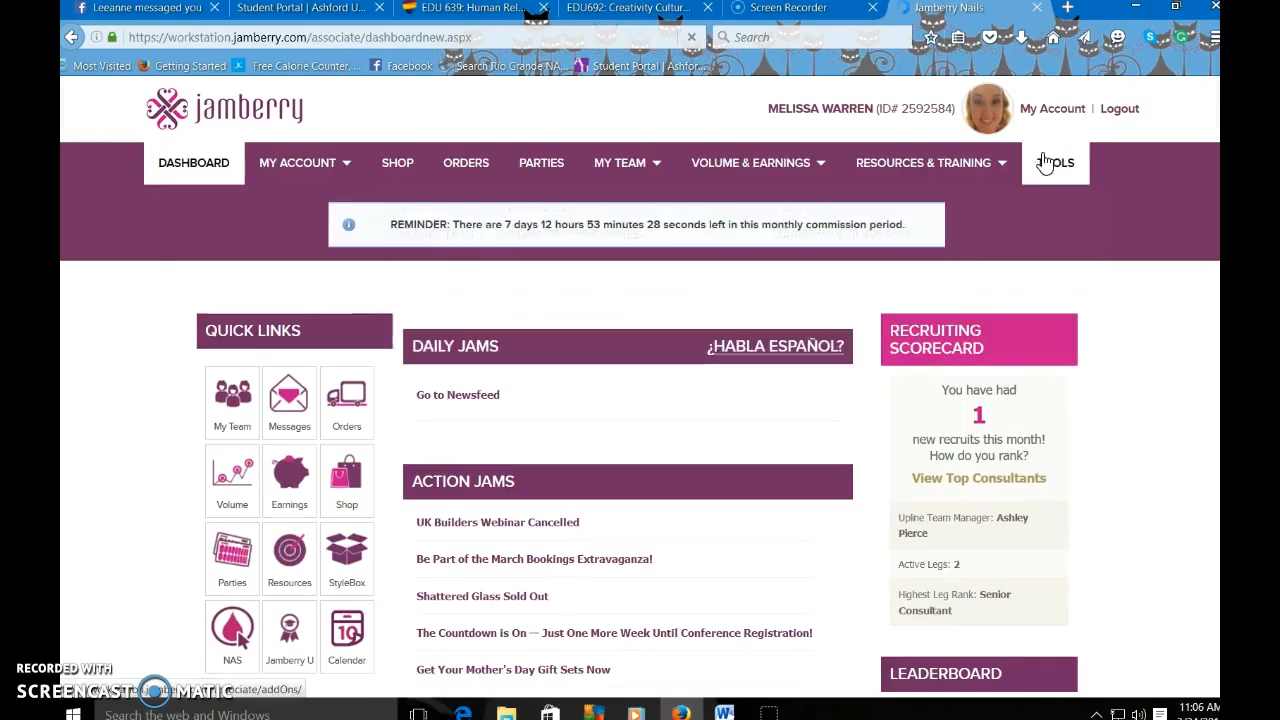 Leeanne messaged you
Student Portal | Ashford U...
EDU 639: Human Rel...
EDU692: Creativity Cultur...
Screen Recorder
Jamberry Nails
https://workstation.jamberry.com/associate/dashboardnew.aspx
Search
Most Visited
Getting Started
Free Calorie Counter, ...
Facebook
Search Rio Grande NA...
Student Portal | Ashfor...
jamberry
MELISSA WARREN (ID# 2592584)
My Account | Logout
DASHBOARD
MY ACCOUNT
SHOP
ORDERS
PARTIES
MY TEAM
VOLUME & EARNINGS
RESOURCES & TRAINING
REMINDER: There are 7 days 12 hours 53 minutes 28 seconds left in this monthly commission period.
QUICK LINKS
My Team
Messages
Orders
Volume
Earnings
Shop
Parties
Resources
StyleBox
NAS
Jamberry U
10
Calendar
DAILY JAMS
¿HABLA ESPAÑOL?
Go to Newsfeed
ACTION JAMS
UK Builders Webinar Cancelled
Be Part of the March Bookings Extravaganza!
Shattered Glass Sold Out
The Countdown is On — Just One More Week Until Conference Registration!
Get Your Mother's Day Gift Sets Now
RECRUITING
SCORECARD
You have had
1
new recruits this month!
How do you rank?
View Top Consultants
Upline Team Manager: Ashley
Pierce
Active Legs: 2
Highest Leg Rank: Senior
Consultant
LEADERBOARD
RECORDED WITH
SCREENCAST MATIC
Search the web and Windows
11:06 AM